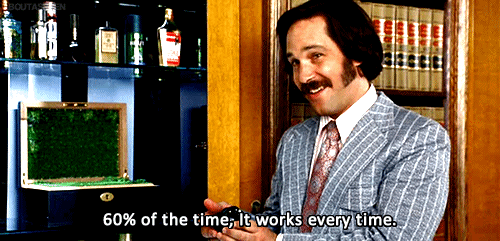 60% of the time, it works every time.